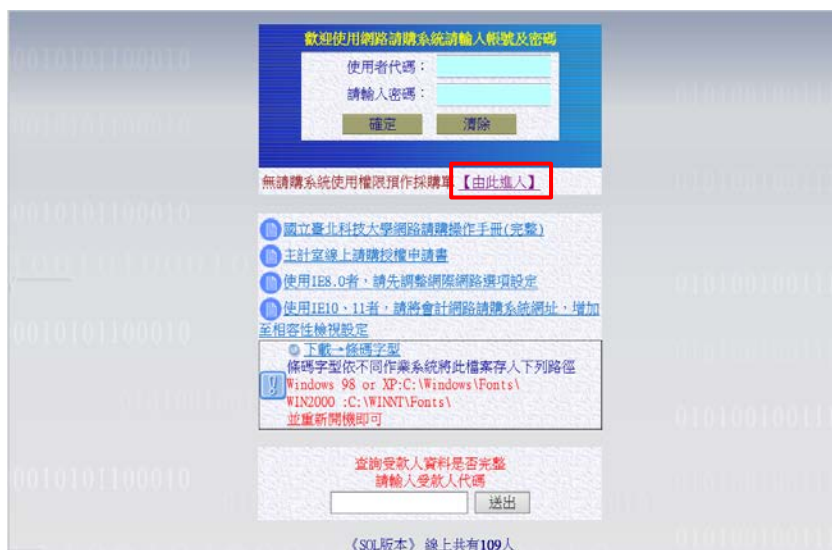 歡迎使用網路請購系統請輸入帳號及密碼
使用者代碼：
請輸入密碼：
確定 清除
無請購系統使用權限預作採購單【由此進入】
國立臺北科技大學網路請購操作手冊(完整)
主計室線上請購授權申請書
使用IE8.0者，請先調整網際網路選項設定
使用IE10、11者，請將會計網路請購系統網址，增加
至相容性檢視設定
下載→條碼字型
條碼字型依不同作業系統將此檔案存入下列路徑
Windows 98 or XP:C:\Windows\Fonts\
WIN2000 :C:\WINNT\Fonts\
並重新開機即可
查詢受款人資料是否完整
請輸入受款人代碼
送出
《SQL版本》 線上共有109人